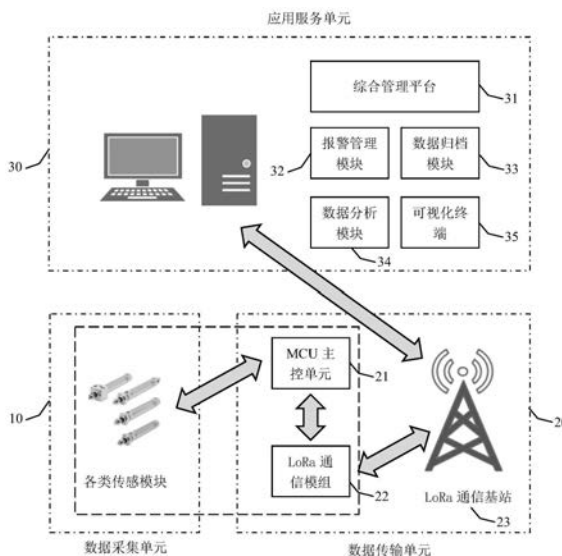 应用服务单元
综合管理平台
31
30
32
报警管理
模块
数据归档
模块
33
数据分析
模块
可视化终
端
34
35
MCU 主
控单元
21
10
20
各类传感模块
LoRa 通
信模组
22
LoRa 通信基站
23
数据采集单元
数据传输单元